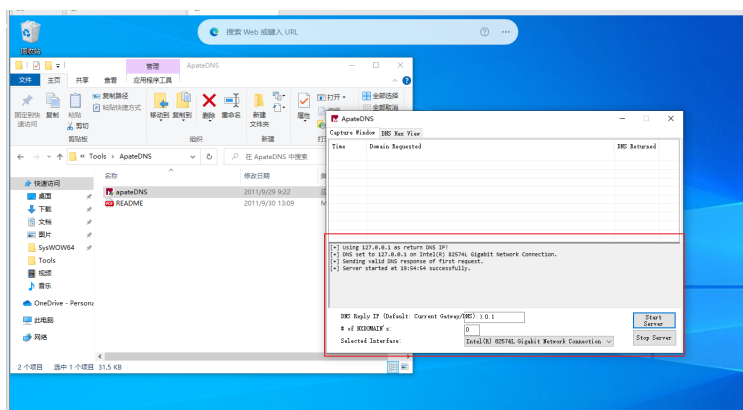 搜索 Web 或键入 URL
回收站
管理
ApateDNS
文件
主页
共享
查看
应用程序工具
固定到快速访问
复制
粘贴
复制路径
粘贴快捷方式
剪切
移动到
复制到
删除
重命名
新建文件夹
属性
打开
全部选择
全部取消
剪贴板
组织
新建
« Tools › ApateDNS
在 ApateDNS 中搜索
名称
修改日期
快速访问
桌面
下载
文档
图片
SysWOW64
Tools
视频
音乐
OneDrive - Persona
此电脑
网络
apateDNS
2011/9/29 9:22
README
2011/9/30 13:09
2 个项目
选中 1 个项目 31.5 KB
ApateDNS
Capture Window
DNS Hex View
Time
Domain Requested
DNS Returned
[+] Using 127.0.0.1 as return DNS IP!
[+] DNS set to 127.0.0.1 on Intel(R) 82574L Gigabit Network Connection.
[+] Sending valid DNS response of first request.
[+] Server started at 19:54:54 successfully.
DNS Reply IP (Default: Current Gatway/DNS):
).0.1
# of NXDOMAIN's:
0
Selected Interface:
Intel(R) 82574L Gigabit Network Connection
Start Server
Stop Server